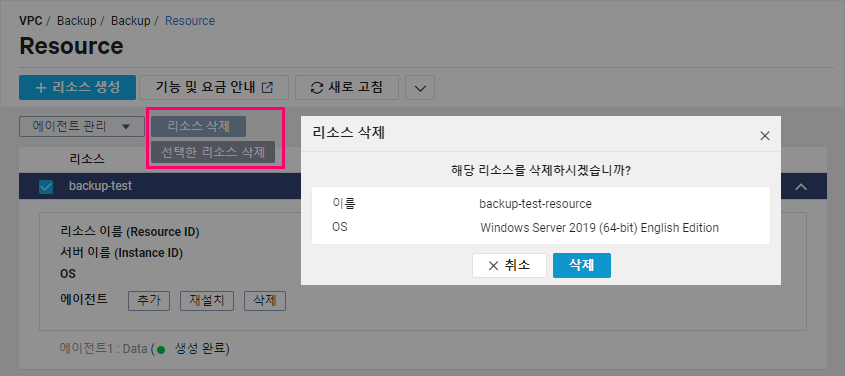 VPC / Backup / Backup / Resource
Resource
+ 리소스 생성 기능 및 요금 안내 새로 고침
에이전트 관리 리소스 삭제
선택한 리소스 삭제
리소스
backup-test
리소스 이름 (Resource ID)
서버 이름 (Instance ID)
OS
에이전트 추가 재설치 삭제
에이전트1 : Data ( 생성 완료)
리소스 삭제
해당 리소스를 삭제하시겠습니까?
이름 backup-test-resource
OS Windows Server 2019 (64-bit) English Edition
취소 삭제